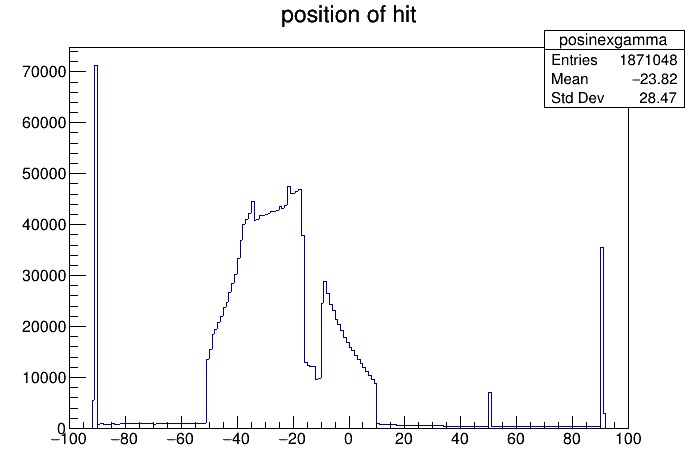 position of hit
posinexgamma
Entries 1871048
Mean −23.82
Std Dev 28.47
70000
60000
50000
40000
30000
20000
10000
0
−100 −80 −60 −40 −20 0 20 40 60 80 100